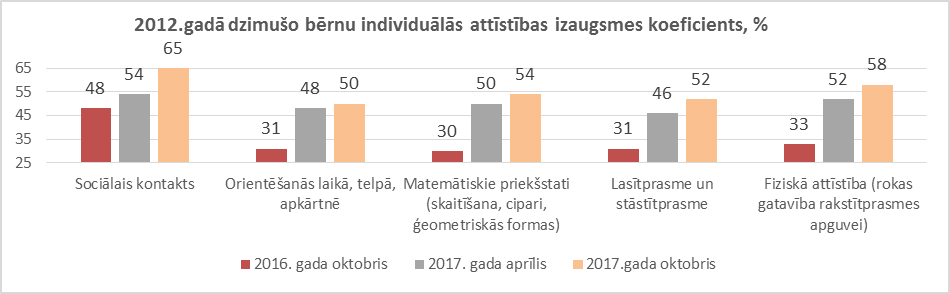 2012.gadā dzimušo bērnu individuālās attīstības izaugsmes koeficients, %
65
55
45
35
25
48 54 65
31 48 50
30 50 54
31 46 52
33 52 58
Sociālais kontakts
Orientēšanās laikā, telpā,
apkārtnē
Matemātiskie priekšstati
(skaitīšana, cipari,
ģeometriskās formas)
Lasītprasme un
stāstītprasme
Fiziskā attīstība (rokas
gatavība rakstītprasmes
apguvei)
2016. gada oktobris 2017. gada aprīlis 2017.gada oktobris